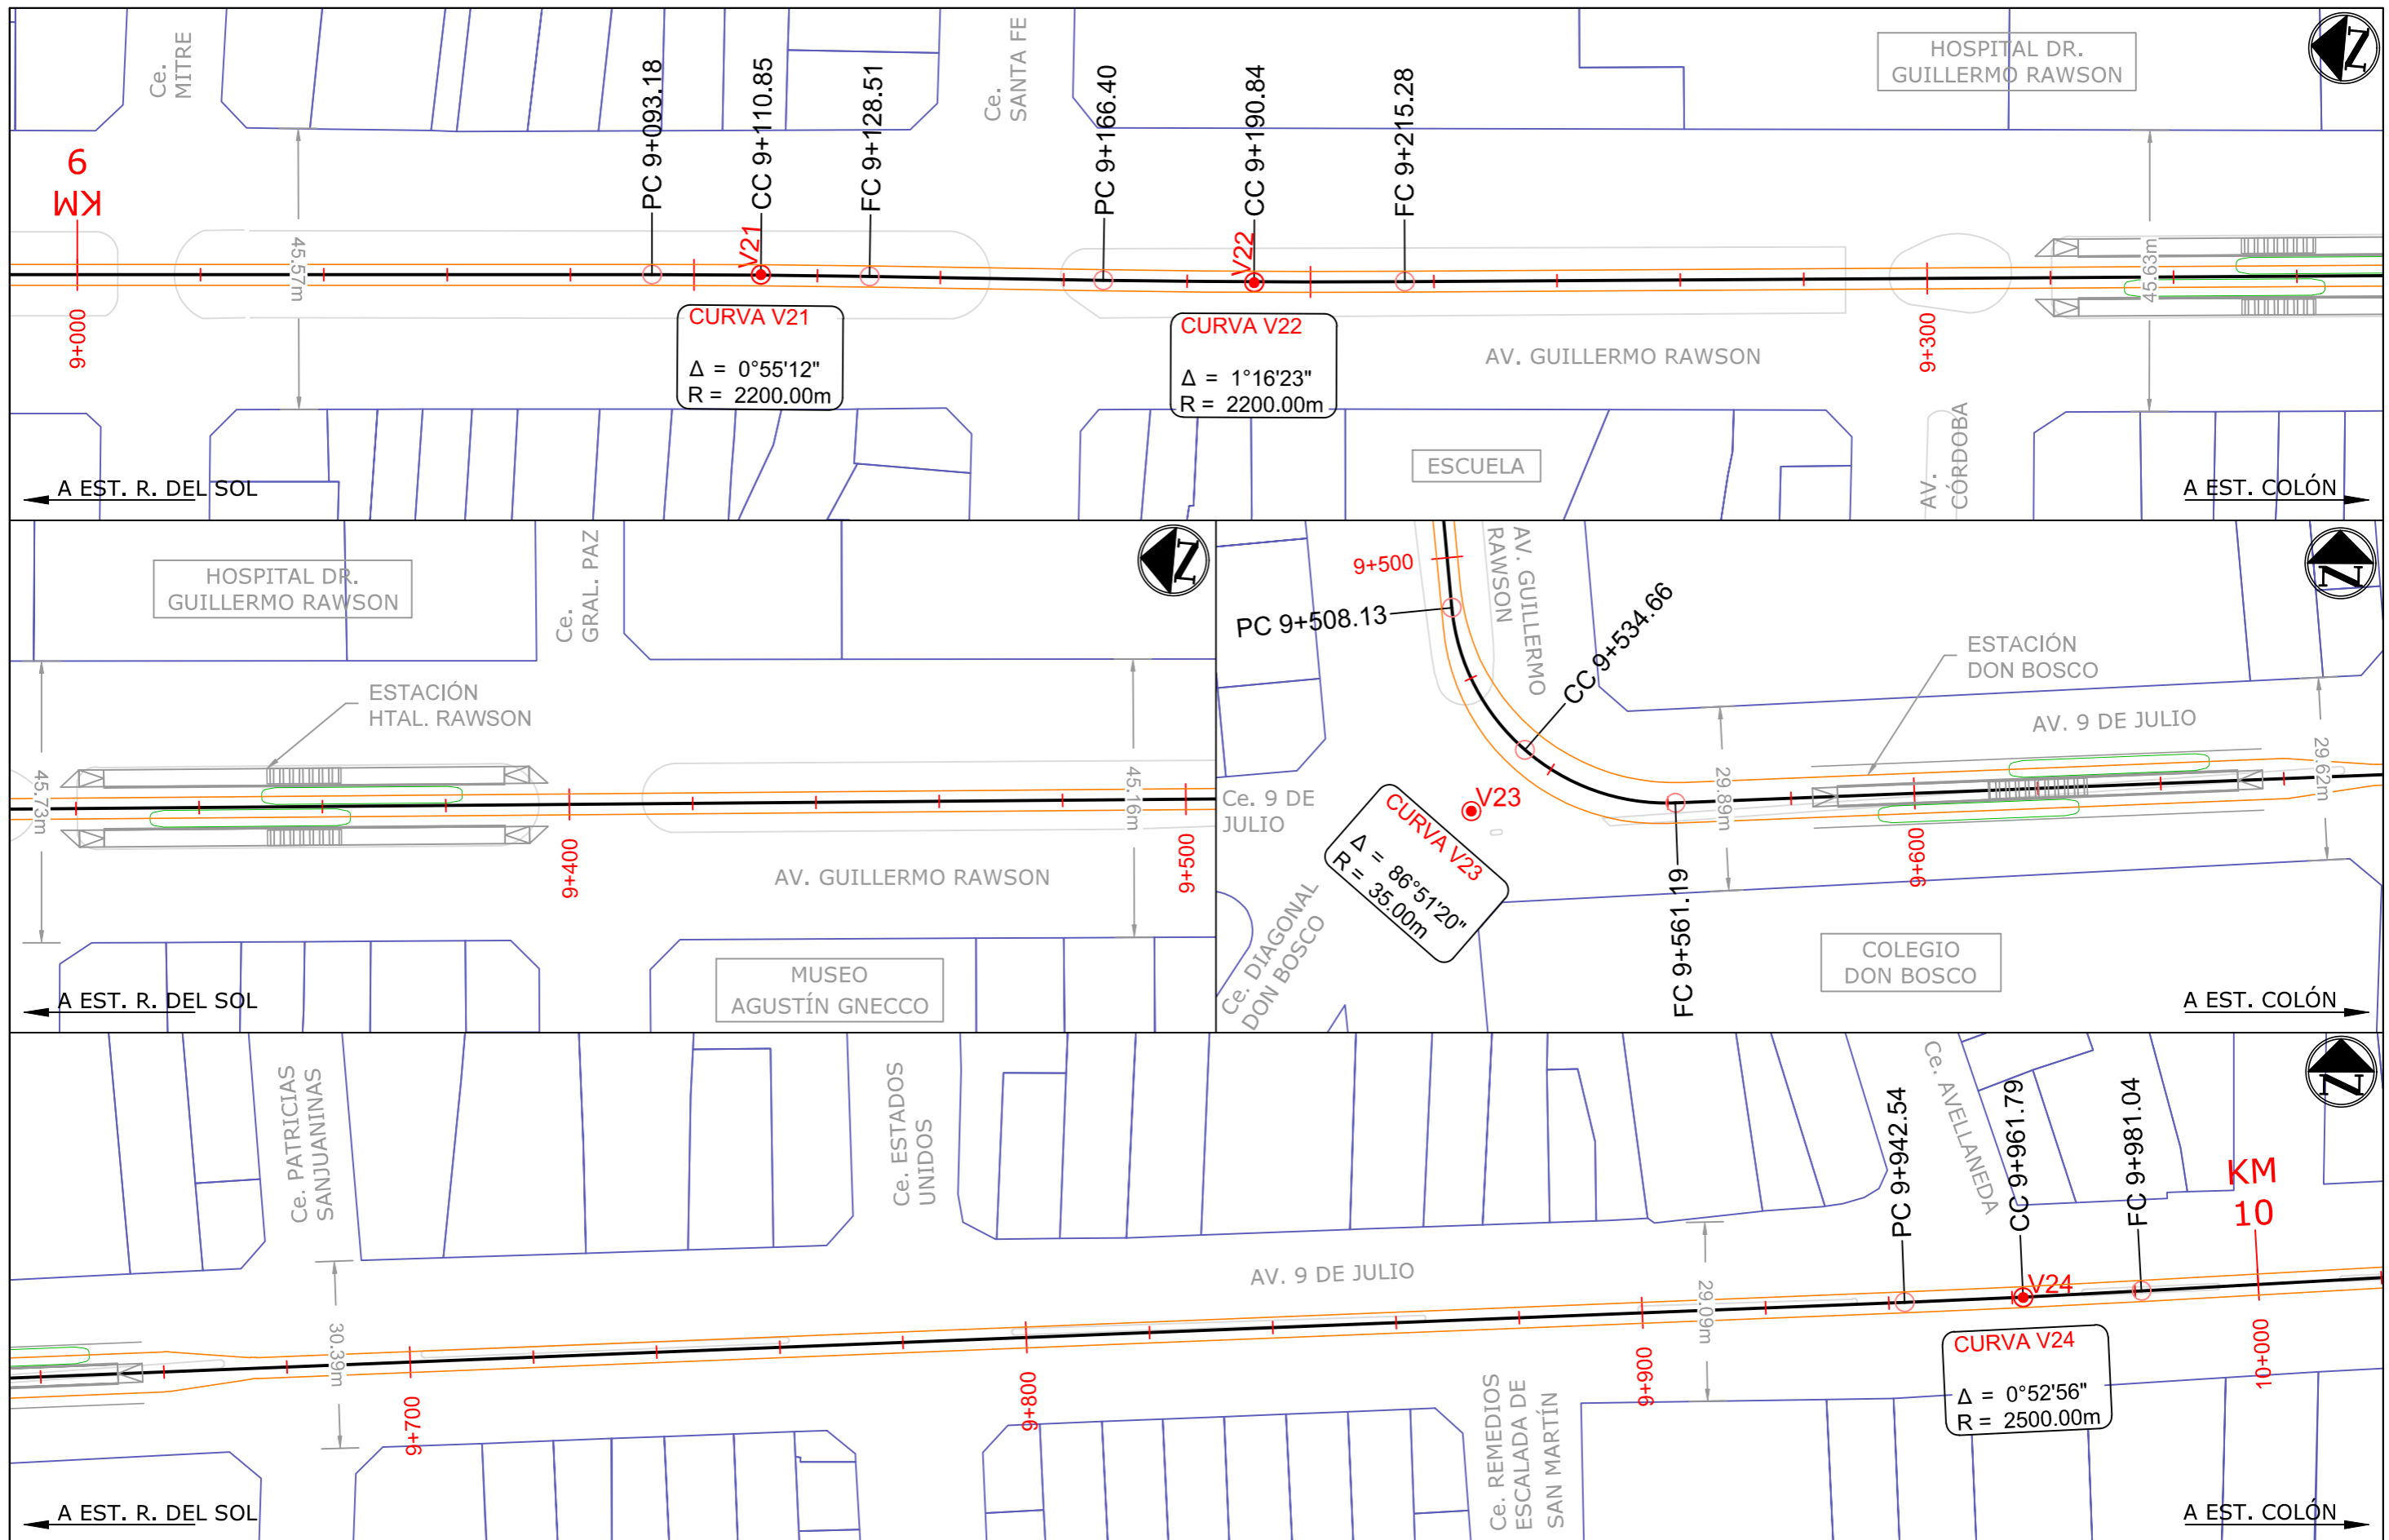 Ce.
MITRE
Ce.
SANTA FE
HOSPITAL DR.
GUILLERMO RAWSON
N
KM
9
45.57m
PC 9+093.18
CC 9+110.85
FC 9+128.51
PC 9+166.40
CC 9+190.84
FC 9+215.28
V21
V22
45.63m
9+000
CURVA V21
Δ = 0°55'12"
R = 2200.00m
CURVA V22
Δ = 1°16'23"
R = 2200.00m
AV. GUILLERMO RAWSON
9+300
ESCUELA
AV.
CÓRDOBA
A EST. R. DEL SOL
A EST. COLÓN
HOSPITAL DR.
GUILLERMO RAWSON
Ce.
GRAL. PAZ
N
ESTACIÓN
HTAL. RAWSON
45.73m
45.16m
9+400
AV. GUILLERMO RAWSON
9+500
MUSEO
AGUSTÍN GNECCO
A EST. R. DEL SOL
9+500
AV. GUILLERMO
RAWSON
N
PC 9+508.13
CC 9+534.66
ESTACIÓN
DON BOSCO
AV. 9 DE JULIO
Ce. 9 DE
JULIO
V23
29.89m
29.62m
CURVA V23
Δ = 86°51'20"
R = 35.00m
9+600
FC 9+561.19
Ce. DIAGONAL
DON BOSCO
COLEGIO
DON BOSCO
A EST. COLÓN
Ce. PATRICIAS
SANJUANINAS
Ce. ESTADOS
UNIDOS
Ce. AVELLANEDA
N
PC 9+942.54
CC 9+961.79
FC 9+981.04
KM
10
AV. 9 DE JULIO
V24
30.39m
29.09m
9+700
9+800
9+900
10+000
CURVA V24
Δ = 0°52'56"
R = 2500.00m
Ce. REMEDIOS
ESCALADA DE
SAN MARTÍN
A EST. R. DEL SOL
A EST. COLÓN